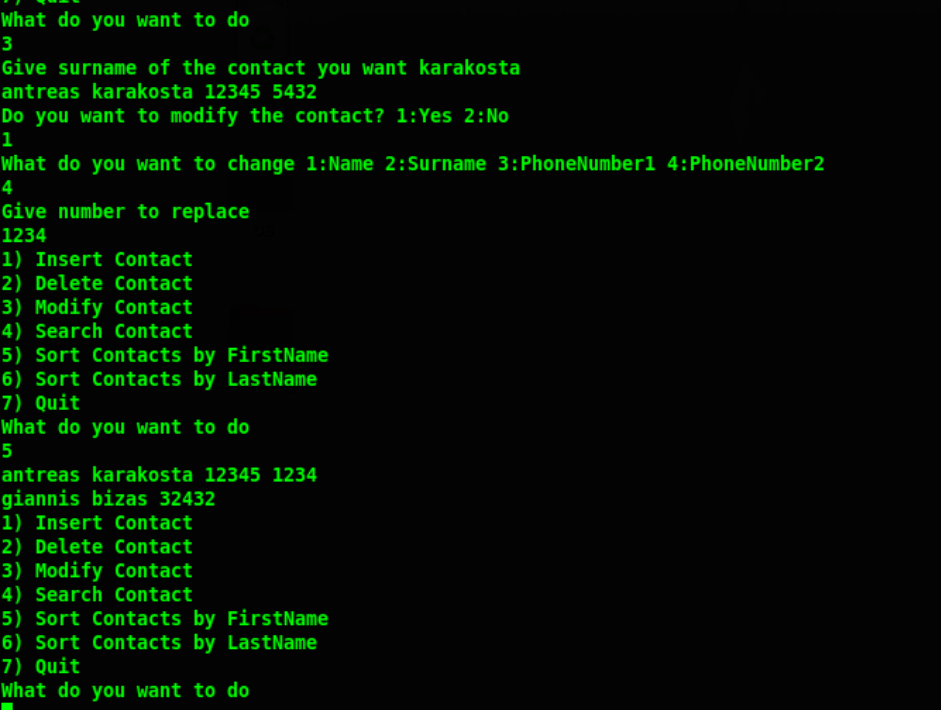 7) Quit
What do you want to do
3
Give surname of the contact you want karakosta
antreas karakosta 12345 5432
Do you want to modify the contact? 1:Yes 2:No
1
What do you want to change 1:Name 2:Surname 3:PhoneNumber1 4:PhoneNumber2
4
Give number to replace
1234
1) Insert Contact
2) Delete Contact
3) Modify Contact
4) Search Contact
5) Sort Contacts by FirstName
6) Sort Contacts by LastName
7) Quit
What do you want to do
5
antreas karakosta 12345 1234
giannis bizas 32432
1) Insert Contact
2) Delete Contact
3) Modify Contact
4) Search Contact
5) Sort Contacts by FirstName
6) Sort Contacts by LastName
7) Quit
What do you want to do